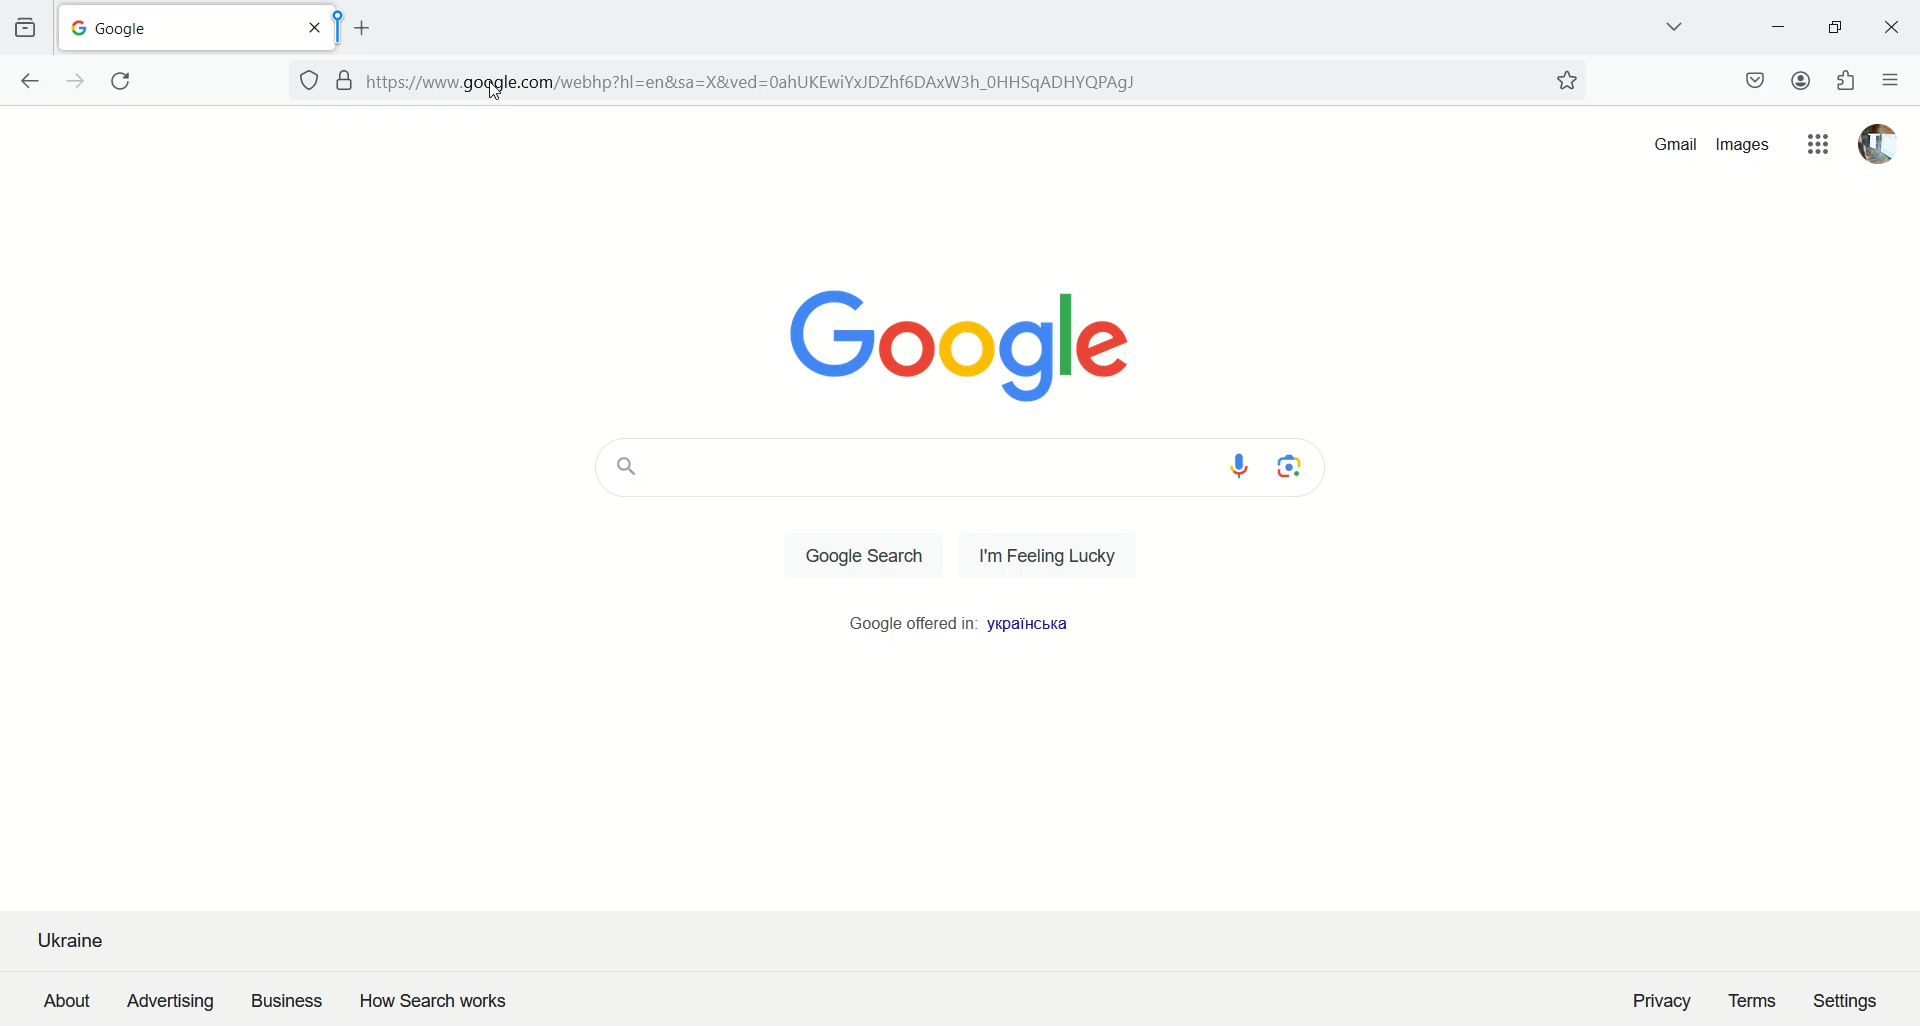 Google
https://www.google.com/webhp?hl=en&sa=X&ved=0ahUKEwiYxJDZhf6DAxW3h_0HHSqADHYQPAgJ
Gmail Images
Google
Google Search I'm Feeling Lucky
Google offered in: українська
Ukraine
About Advertising Business How Search works Privacy Terms Settings